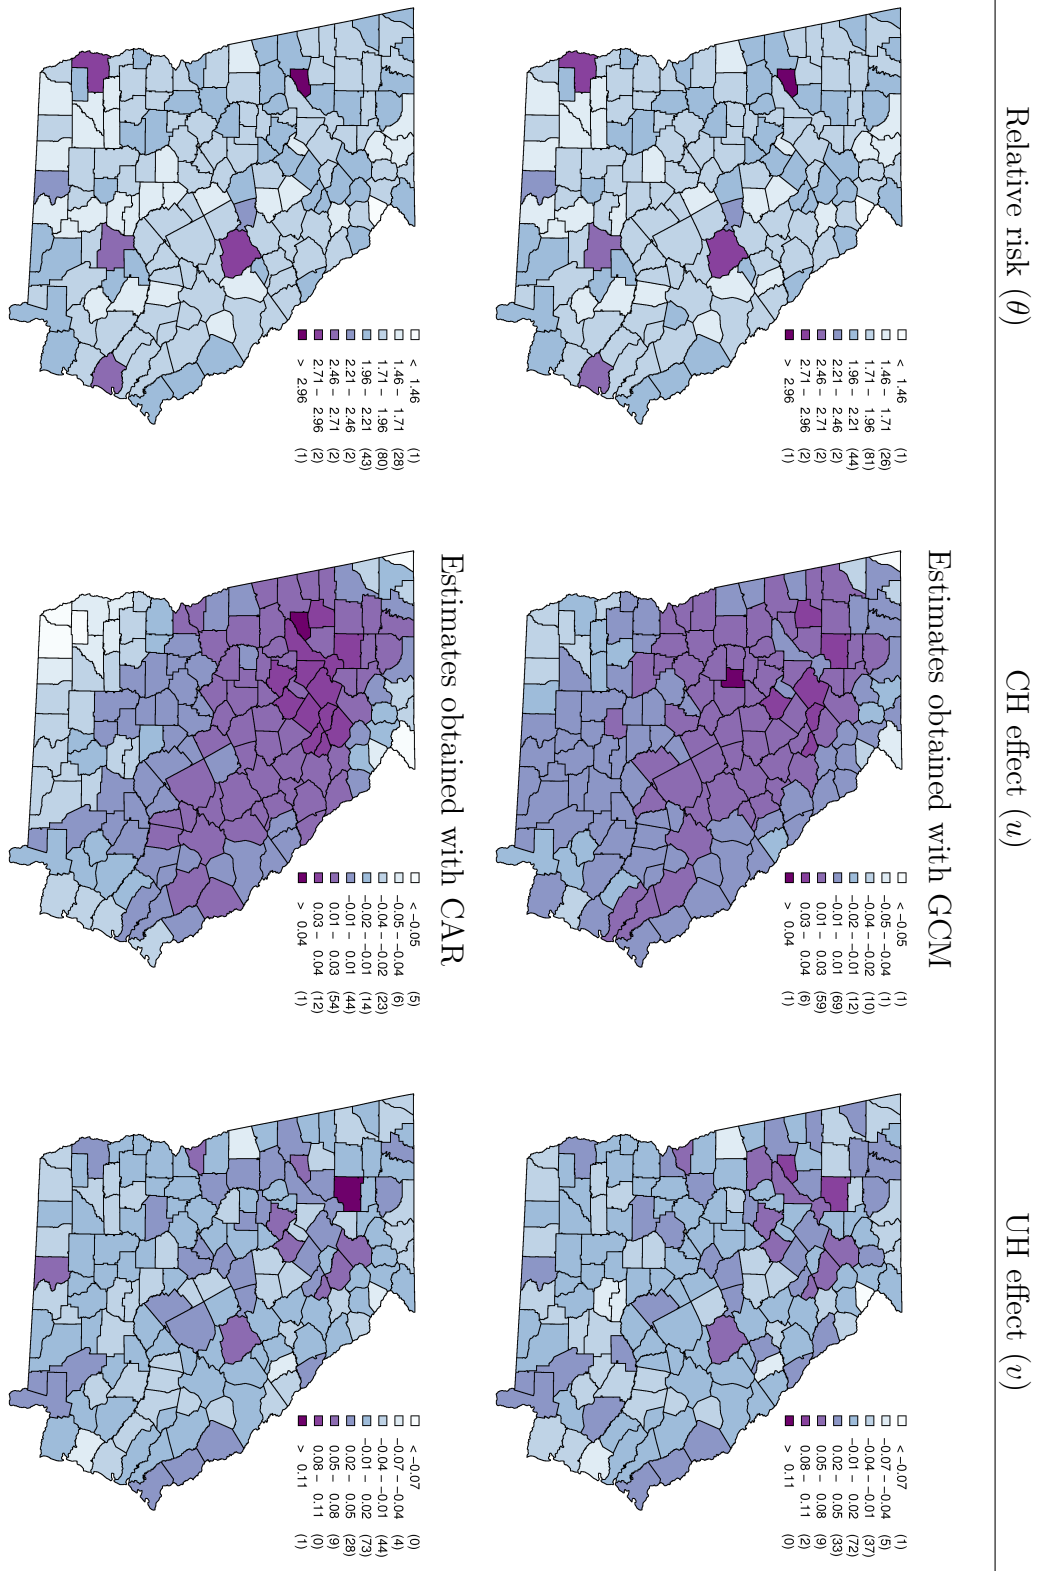 Relative risk (θ)
CH effect (u)
UH effect (v)
Estimates obtained with GCM
< 1.46 (1)
1.46 – 1.71 (26)
1.71 – 1.96 (81)
1.96 – 2.21 (44)
2.21 – 2.46 (2)
2.46 – 2.71 (2)
2.71 – 2.96 (2)
> 2.96 (1)
< −0.05 (1)
−0.05 – −0.04 (1)
−0.04 – −0.02 (10)
−0.02 – −0.01 (12)
−0.01 – 0.01 (69)
0.01 – 0.03 (59)
0.03 – 0.04 (6)
> 0.04 (1)
< −0.07 (1)
−0.07 – −0.04 (5)
−0.04 – −0.01 (37)
−0.01 – 0.02 (72)
0.02 – 0.05 (33)
0.05 – 0.08 (9)
0.08 – 0.11 (2)
> 0.11 (0)
Estimates obtained with CAR
< 1.46 (1)
1.46 – 1.71 (28)
1.71 – 1.96 (80)
1.96 – 2.21 (43)
2.21 – 2.46 (2)
2.46 – 2.71 (2)
2.71 – 2.96 (2)
> 2.96 (1)
< −0.05 (5)
−0.05 – −0.04 (6)
−0.04 – −0.02 (23)
−0.02 – −0.01 (14)
−0.01 – 0.01 (44)
0.01 – 0.03 (54)
0.03 – 0.04 (12)
> 0.04 (1)
< −0.07 (0)
−0.07 – −0.04 (4)
−0.04 – −0.01 (44)
−0.01 – 0.02 (73)
0.02 – 0.05 (28)
0.05 – 0.08 (9)
0.08 – 0.11 (0)
> 0.11 (1)